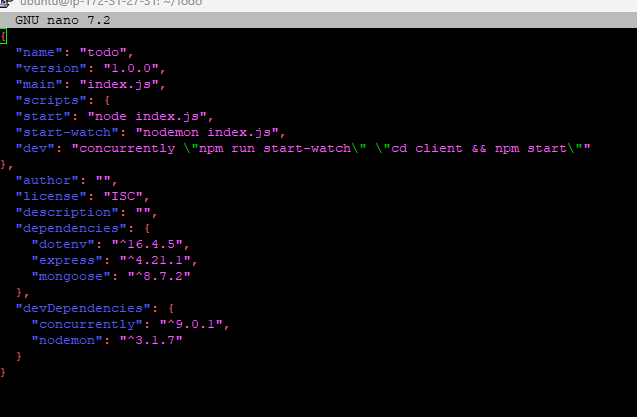 ubuntu@ip-172-31-27-31: ~/Todo
GNU nano 7.2
{
  "name": "todo",
  "version": "1.0.0",
  "main": "index.js",
  "scripts": {
  "start": "node index.js",
  "start-watch": "nodemon index.js",
  "dev": "concurrently \"npm run start-watch\" \"cd client && npm start\""
},
  "author": "",
  "license": "ISC",
  "description": "",
  "dependencies": {
    "dotenv": "^16.4.5",
    "express": "^4.21.1",
    "mongoose": "^8.7.2"
  },
  "devDependencies": {
    "concurrently": "^9.0.1",
    "nodemon": "^3.1.7"
  }
}